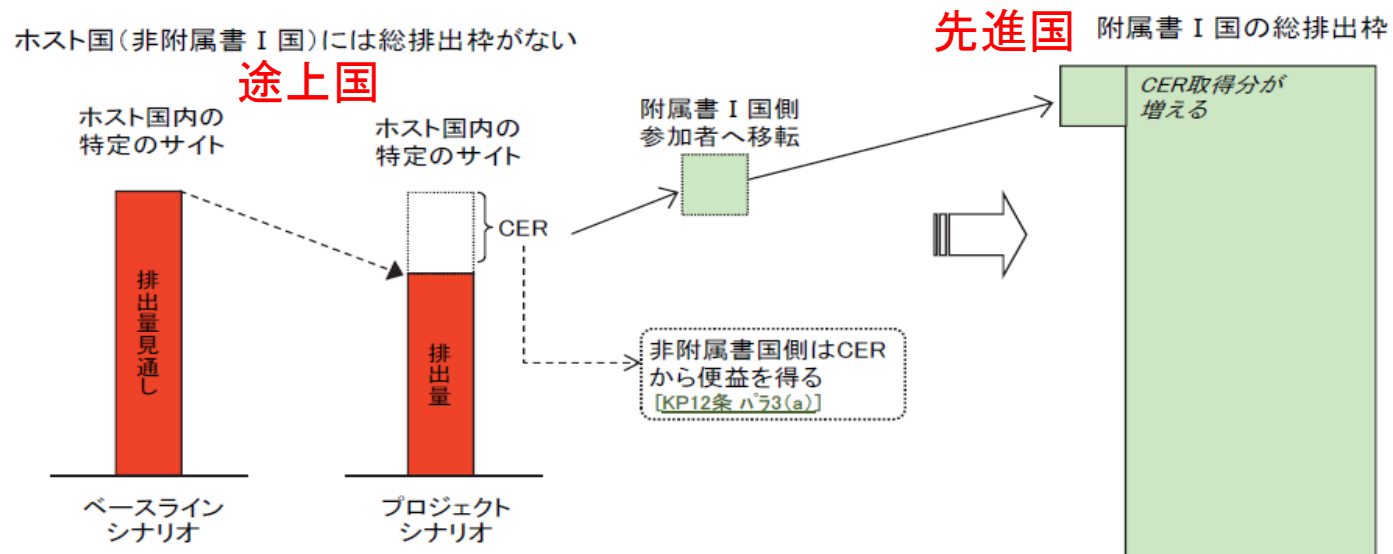 ホスト国(非附属書Ⅰ国)には総排出枠がない
途上国
先進国
附属書Ⅰ国の総排出枠
ホスト国内の
特定のサイト
ホスト国内の
特定のサイト
附属書Ⅰ国側
参加者へ移転
CER取得分が
増える
CER
排出量見通し
排出量
非附属書国側はCER
から便益を得る
[KP12条 パラ3(a)]
ベースライン
シナリオ
プロジェクト
シナリオ